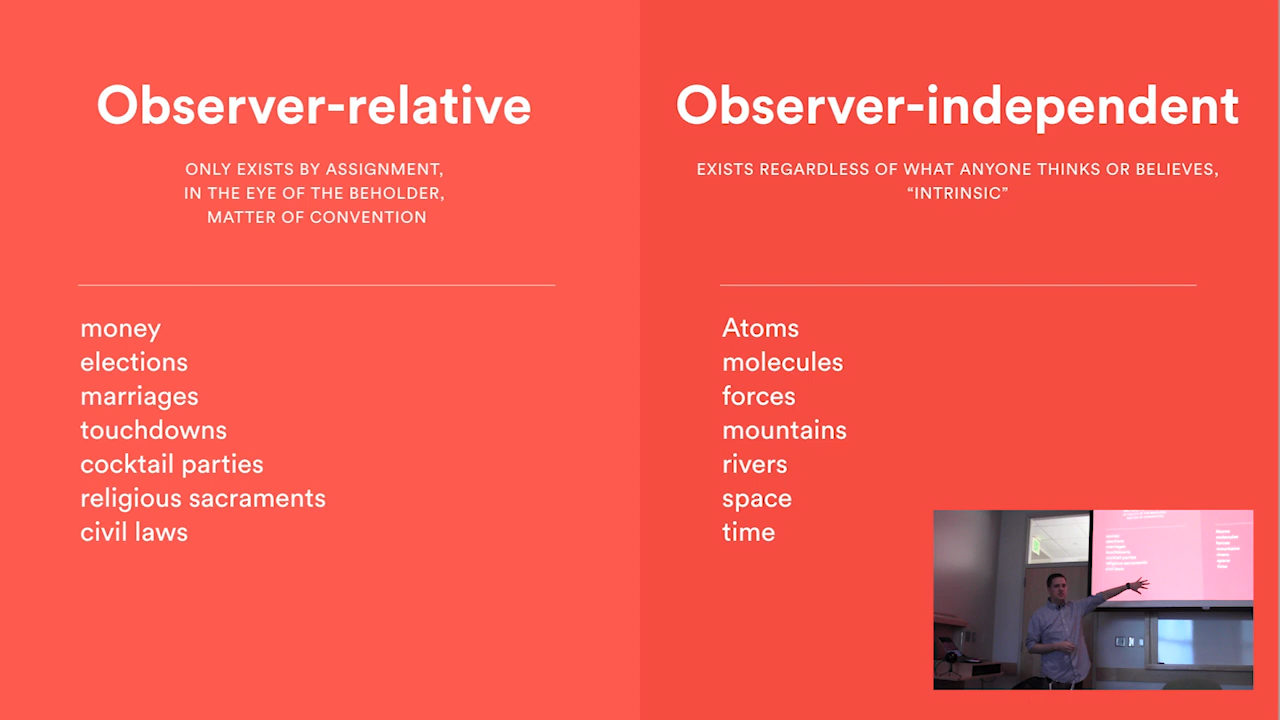 Observer-relative
ONLY EXISTS BY ASSIGNMENT,
IN THE EYE OF THE BEHOLDER,
MATTER OF CONVENTION
money
elections
marriages
touchdowns
cocktail parties
religious sacraments
civil laws
Observer-independent
EXISTS REGARDLESS OF WHAT ANYONE THINKS OR BELIEVES,
“INTRINSIC”
Atoms
molecules
forces
mountains
rivers
space
time